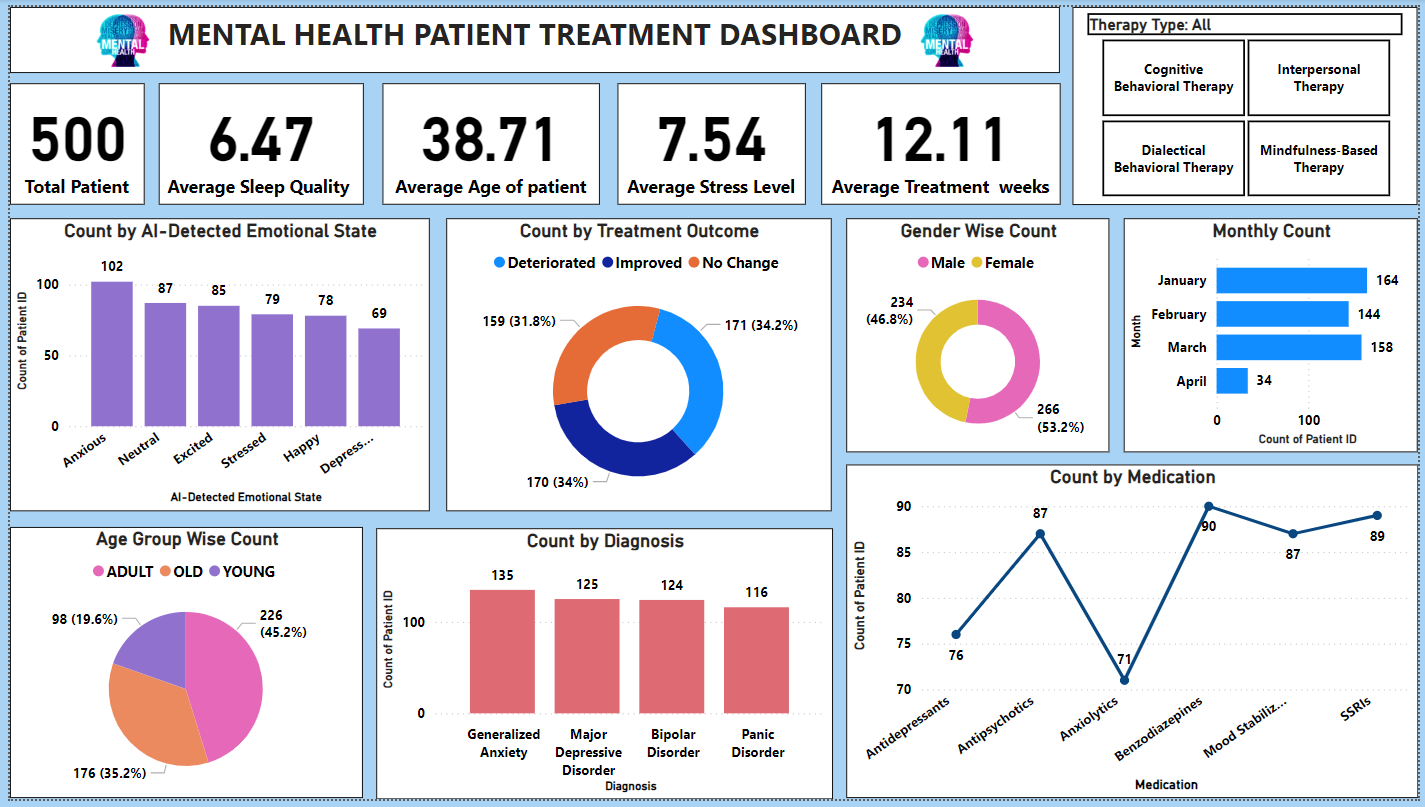 MENTAL HEALTH PATIENT TREATMENT DASHBOARD
MENTAL
HEALTH
MENTAL
HEALTH
Therapy Type: All
Cognitive
Behavioral Therapy
Interpersonal
Therapy
Dialectical
Behavioral Therapy
Mindfulness-Based
Therapy
500
Total Patient
6.47
Average Sleep Quality
38.71
Average Age of patient
7.54
Average Stress Level
12.11
Average Treatment  weeks
Count by AI-Detected Emotional State
Count of Patient ID
100
50
0
102
87
85
79
78
69
Anxious
Neutral
Excited
Stressed
Happy
Depress...
AI-Detected Emotional State
Count by Treatment Outcome
Deteriorated Improved No Change
159 (31.8%)
171 (34.2%)
170 (34%)
Gender Wise Count
Male Female
234
(46.8%)
266
(53.2%)
Monthly Count
Month
January 164
February 144
March 158
April 34
0 100
Count of Patient ID
Age Group Wise Count
ADULT OLD YOUNG
98 (19.6%)
226
(45.2%)
176 (35.2%)
Count by Diagnosis
Count of Patient ID
100
0
135
125
124
116
Generalized
Anxiety
Major
Depressive
Disorder
Bipolar
Disorder
Panic
Disorder
Diagnosis
Count by Medication
Count of Patient ID
90
85
80
75
70
76
87
71
90
87
89
Antidepressants
Antipsychotics
Anxiolytics
Benzodiazepines
Mood Stabiliz...
SSRIs
Medication